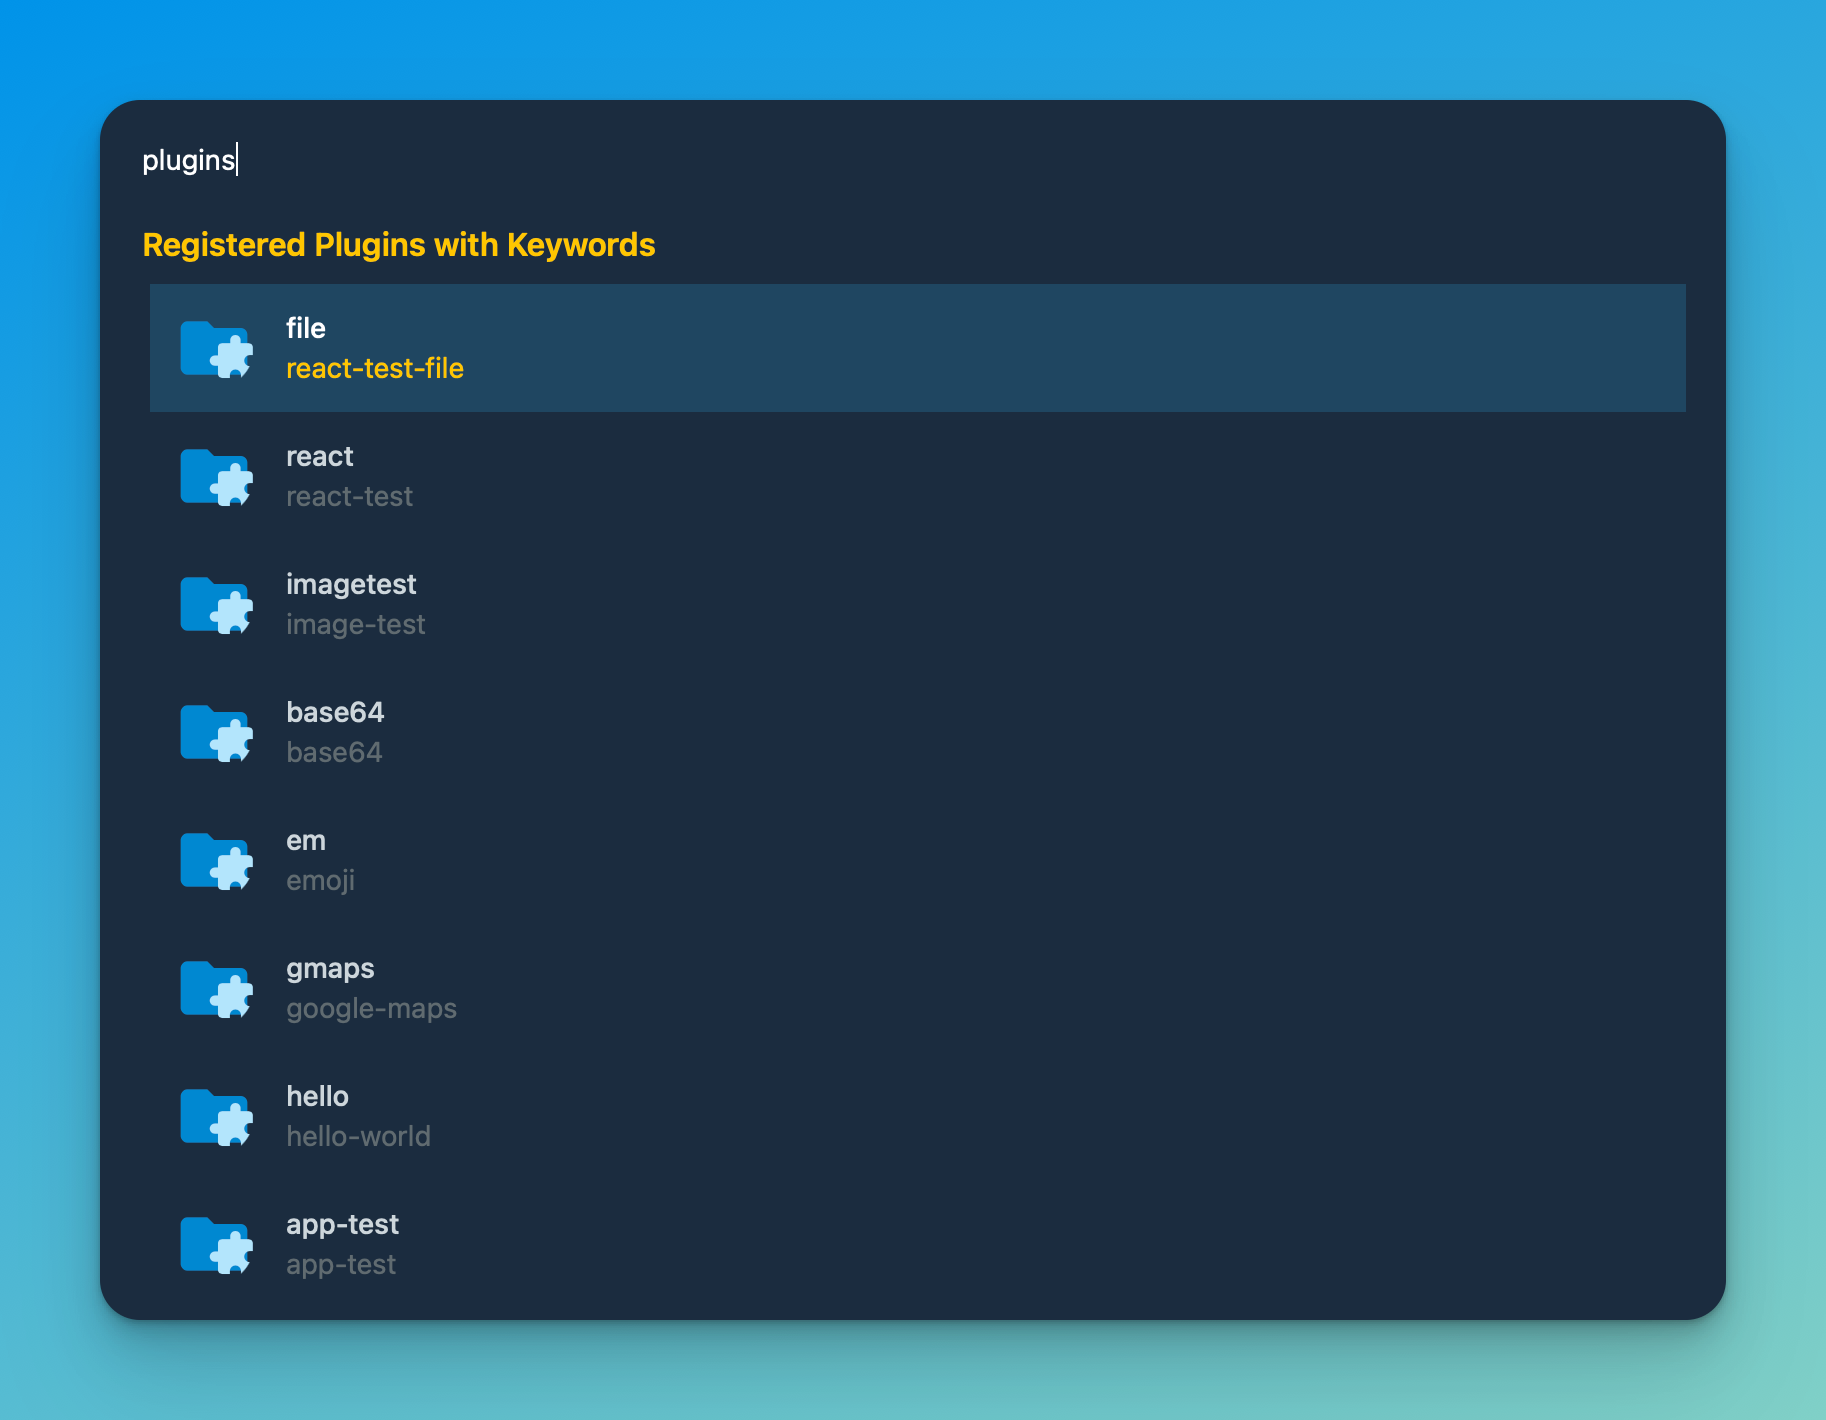 plugins
Registered Plugins with Keywords
file
react-test-file
react
react-test
imagetest
image-test
base64
base64
em
emoji
gmaps
google-maps
hello
hello-world
app-test
app-test